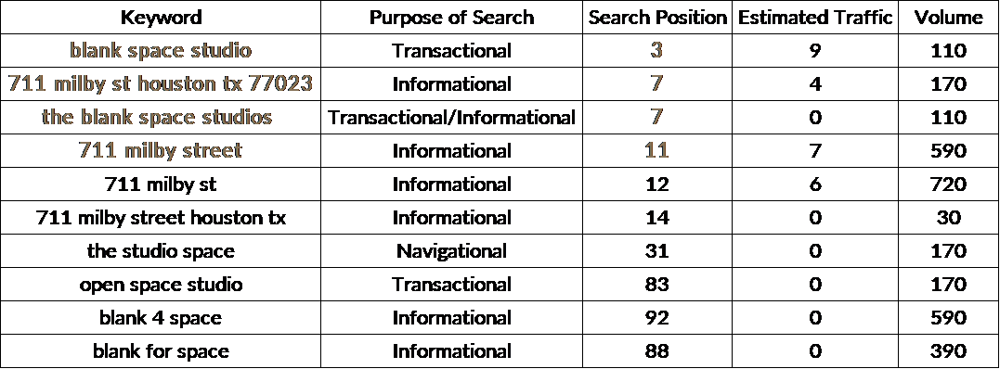 Keyword Purpose of Search Search Position Estimated Traffic Volume
blank space studio Transactional 3 9 110
711 milby st houston tx 77023 Informational 7 4 170
the blank space studios Transactional/Informational 7 0 110
711 milby street Informational 11 7 590
711 milby st Informational 12 6 720
711 milby street houston tx Informational 14 0 30
the studio space Navigational 31 0 170
open space studio Transactional 83 0 170
blank 4 space Informational 92 0 590
blank for space Informational 88 0 390